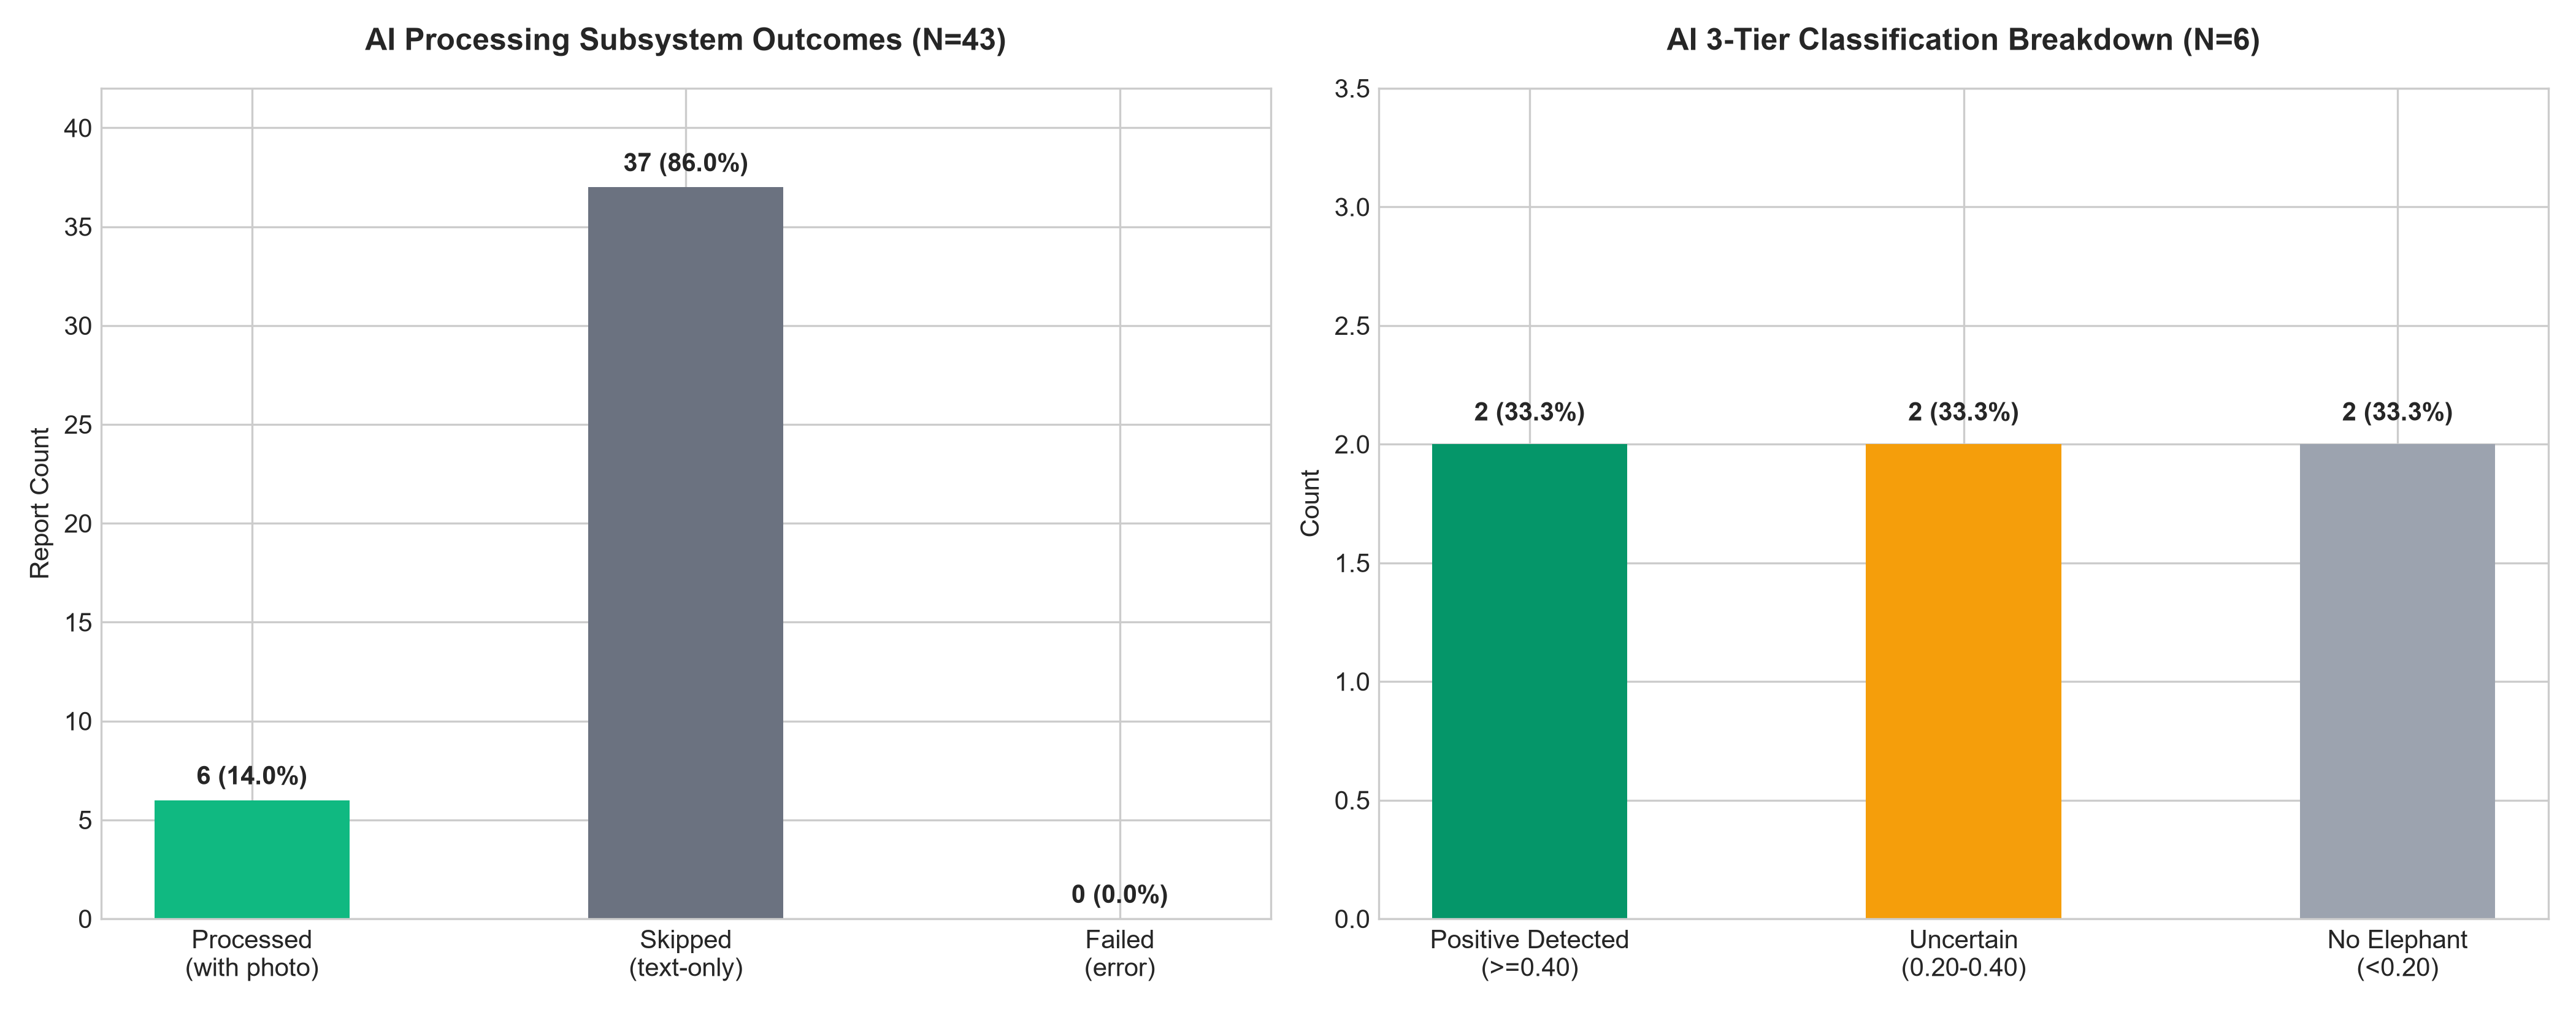 AI Processing Subsystem Outcomes (N=43)
Report Count
40
35
30
25
20
15
10
5
0
6 (14.0%)
37 (86.0%)
0 (0.0%)
Processed
(with photo)
Skipped
(text-only)
Failed
(error)
AI 3-Tier Classification Breakdown (N=6)
Count
3.5
3.0
2.5
2.0
1.5
1.0
0.5
0.0
2 (33.3%)
2 (33.3%)
2 (33.3%)
Positive Detected
(>=0.40)
Uncertain
(0.20-0.40)
No Elephant
(<0.20)